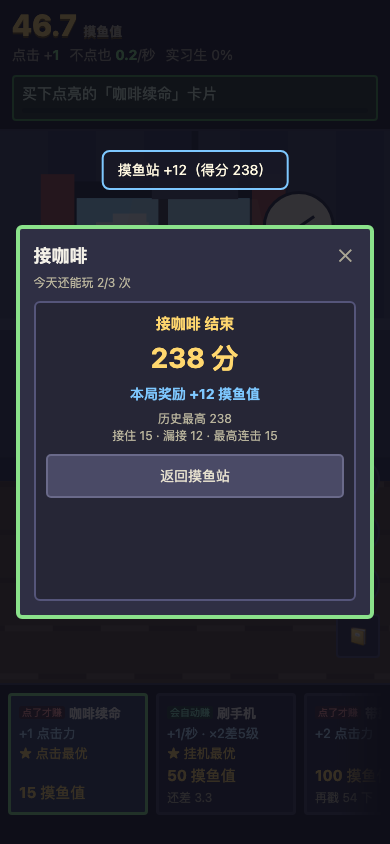 46.7 摸鱼值
点击 +1 不点也 0.2/秒 实习生 0%
买下点亮的「咖啡续命」卡片
摸鱼站 +12（得分 238）
接咖啡
今天还能玩 2/3 次
接咖啡 结束
238 分
本局奖励 +12 摸鱼值
历史最高 238
接住 15 · 漏接 12 · 最高连击 15
返回摸鱼站
点了才赚 咖啡续命
+1 点击力
★ 点击最优
15 摸鱼值
会自动赚 刷手机
+1/秒 · ×2差5级
★ 挂机最优
50 摸鱼值
还差 3.3
点了才赚
+2 点击力
100 摸鱼
再戳 54